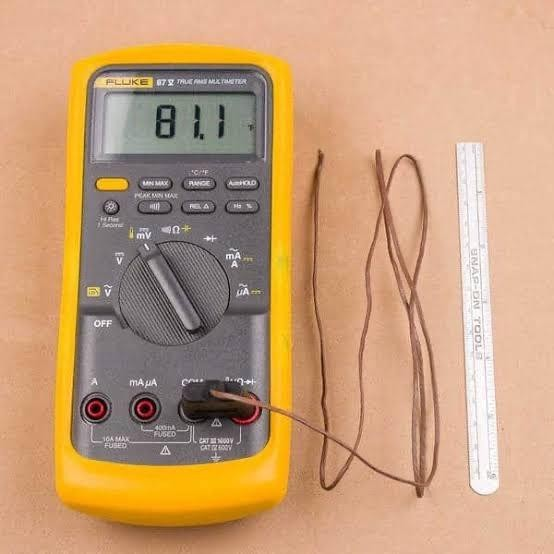 FLUKE 87 V TRUE RMS MULTIMETER
81.1 °F
°C/°F
MIN MAX RANGE AutoHOLD
PEAK MIN MAX
REL Δ Hz %
Hi Res
1 Second
mV Ω
V mA
A
V µA
OFF
A mA µA COM VΩ
10A MAX
FUSED
400mA
FUSED
CAT III 1000V
CAT IV 600V
SNAP-ON TOOLS